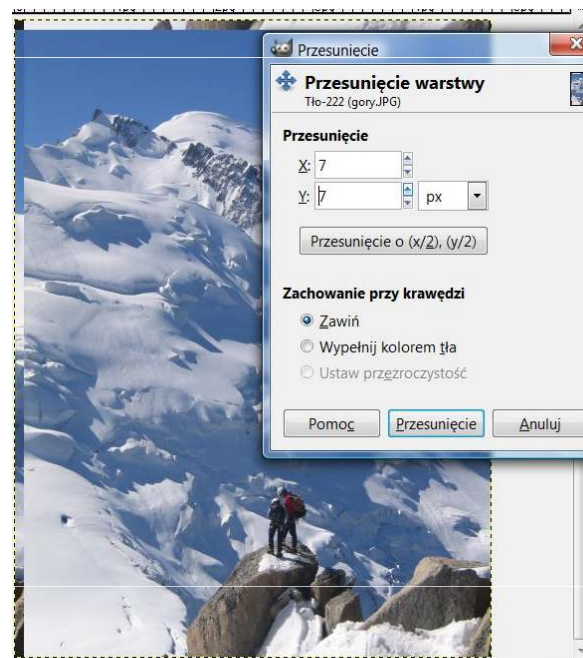 Przesunięcie
Przesunięcie warstwy
Tło-222 (gory.JPG)
Przesunięcie
X: 7
Y: 7 px
Przesunięcie o (x/2), (y/2)
Zachowanie przy krawędzi
Zawiń
Wypełnij kolorem tła
Ustaw przezroczystość
Pomoc Przesunięcie Anuluj